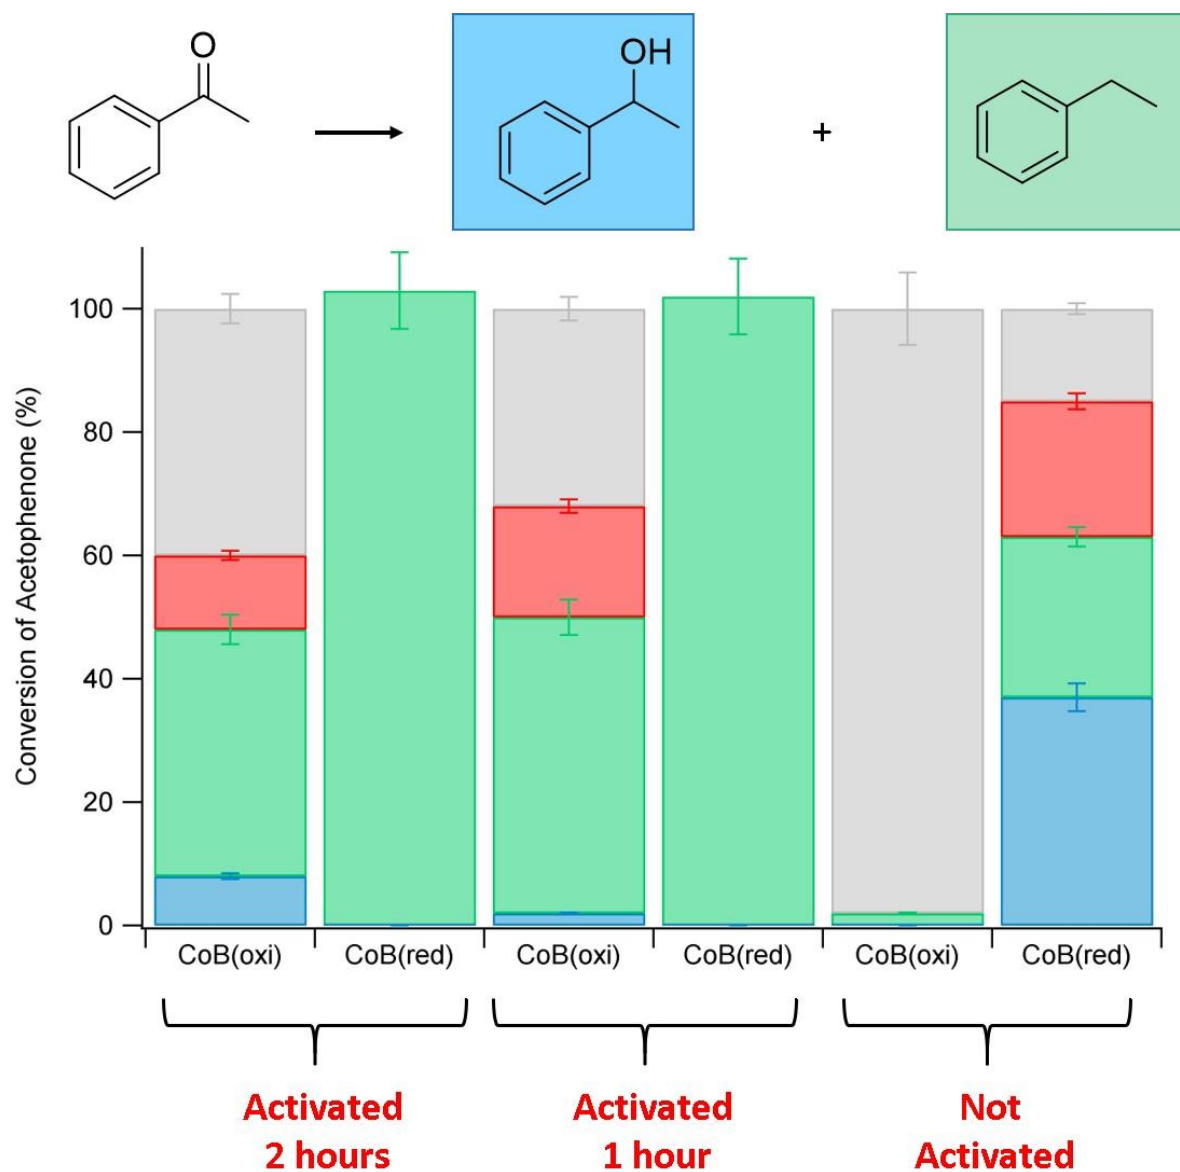 O
OH
+
Conversion of Acetophenone (%)
100
80
60
40
20
0
CoB(oxi) CoB(red) CoB(oxi) CoB(red) CoB(oxi) CoB(red)
Activated Activated Not
2 hours 1 hour Activated